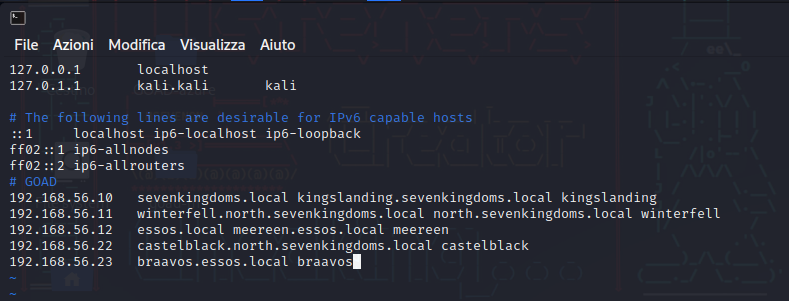 File Azioni Modifica Visualizza Aiuto
127.0.0.1 localhost
127.0.1.1 kali.kali kali
# The following lines are desirable for IPv6 capable hosts
::1 localhost ip6-localhost ip6-loopback
ff02::1 ip6-allnodes
ff02::2 ip6-allrouters
# GOAD
192.168.56.10 sevenkingdoms.local kingslanding.sevenkingdoms.local kingslanding
192.168.56.11 winterfell.north.sevenkingdoms.local north.sevenkingdoms.local winterfell
192.168.56.12 essos.local meereen.essos.local meereen
192.168.56.22 castelblack.north.sevenkingdoms.local castelblack
192.168.56.23 braavos.essos.local braavos
~
~